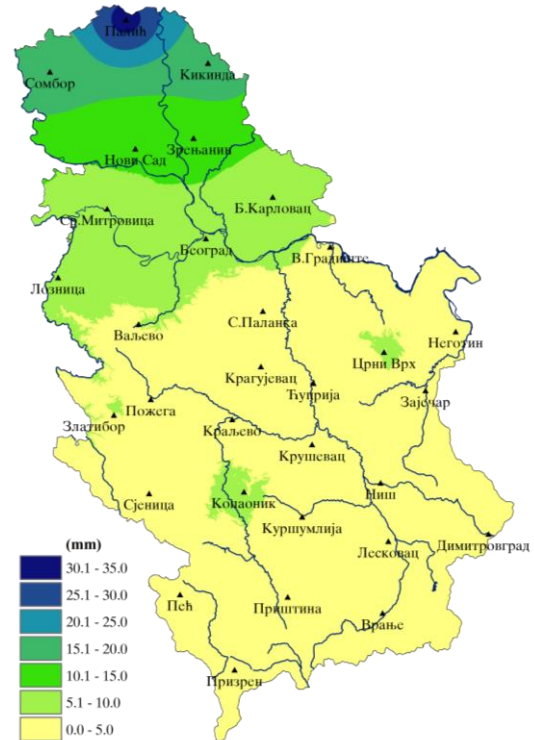 Палић
Кикинда
Сомбор
Зрењанин
Нови Сад
Б.Карловац
Ср.Митровица
Београд
В.Градиште
Лозница
С.Паланка
Ваљево
Неготин
Црни Врх
Крагујевац
Ћуприја
Зајечар
Пожега
Златибор
Краљево
Крушевац
Ниш
Сјеница
Копаоник
Куршумлија
Димитровград
Лесковац
Пећ
Приштина
Врање
Призрен
(mm)
30.1 - 35.0
25.1 - 30.0
20.1 - 25.0
15.1 - 20.0
10.1 - 15.0
5.1 - 10.0
0.0 - 5.0